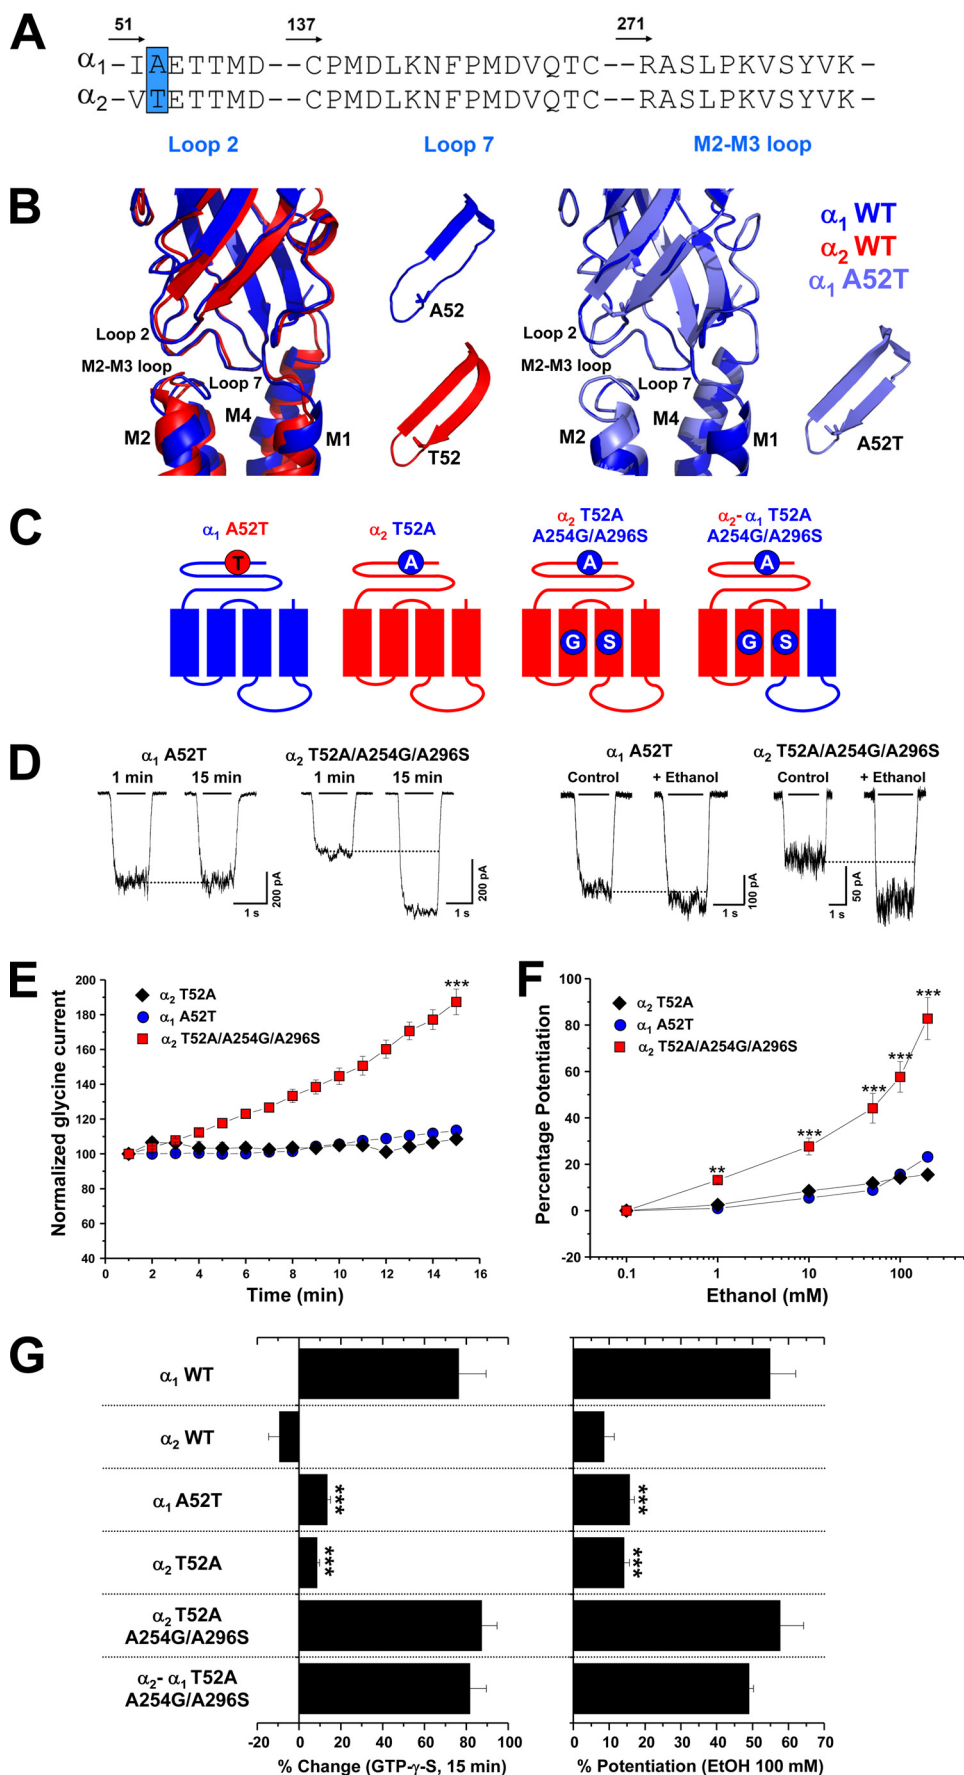 A
51 137 271
α1 -IAETTMD--CPMDLKNFPMDVQTC--RASLPKVSYVK-
α2 -VTETTMD--CPMDLKNFPMDVQTC--RASLPKVSYVK-
Loop 2 Loop 7 M2-M3 loop
B
α1 WT
α2 WT
α1 A52T
A52
Loop 2
M2-M3 loop
Loop 7
M2
M4
M1
T52
Loop 2
M2-M3 loop
Loop 7
M4
M2
M1
A52T
C
α1 A52T
α2 T52A
α2 T52A
A254G/A296S
α2- α1 T52A
A254G/A296S
T
A
A
G S
A
G S
D
α1 A52T
1 min 15 min
200 pA
1 s
α2 T52A/A254G/A296S
1 min 15 min
200 pA
1 s
α1 A52T
Control + Ethanol
100 pA
1 s
α2 T52A/A254G/A296S
Control + Ethanol
50 pA
1 s
E
Normalized glycine current
200
180
160
140
120
100
80
60
40
α2 T52A
α1 A52T
α2 T52A/A254G/A296S
***
0 2 4 6 8 10 12 14 16
Time (min)
F
Percentage Potentiation
100
80
60
40
20
0
-20
α2 T52A
α1 A52T
α2 T52A/A254G/A296S
**
***
***
***
***
0.1 1 10 100
Ethanol (mM)
G
α1 WT
α2 WT
α1 A52T
*** ***
α2 T52A
*** ***
α2 T52A
A254G/A296S
α2- α1 T52A
A254G/A296S
-20 0 20 40 60 80 100
% Change (GTP-γ-S, 15 min)
0 10 20 30 40 50 60 70
% Potentiation (EtOH 100 mM)